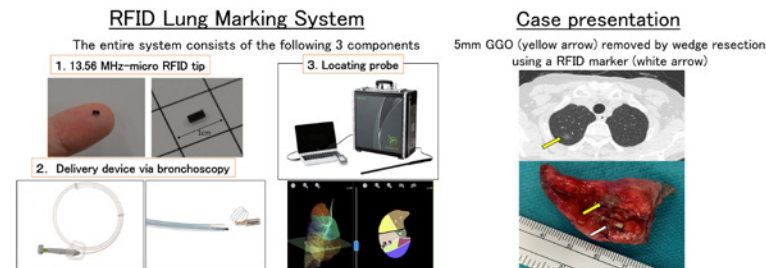 RFID Lung Marking System
The entire system consists of the following 3 components
1. 13.56 MHz-micro RFID tip
1cm
2. Delivery device via bronchoscopy
3. Locating probe
Case presentation
5mm GGO (yellow arrow) removed by wedge resection
using a RFID marker (white arrow)